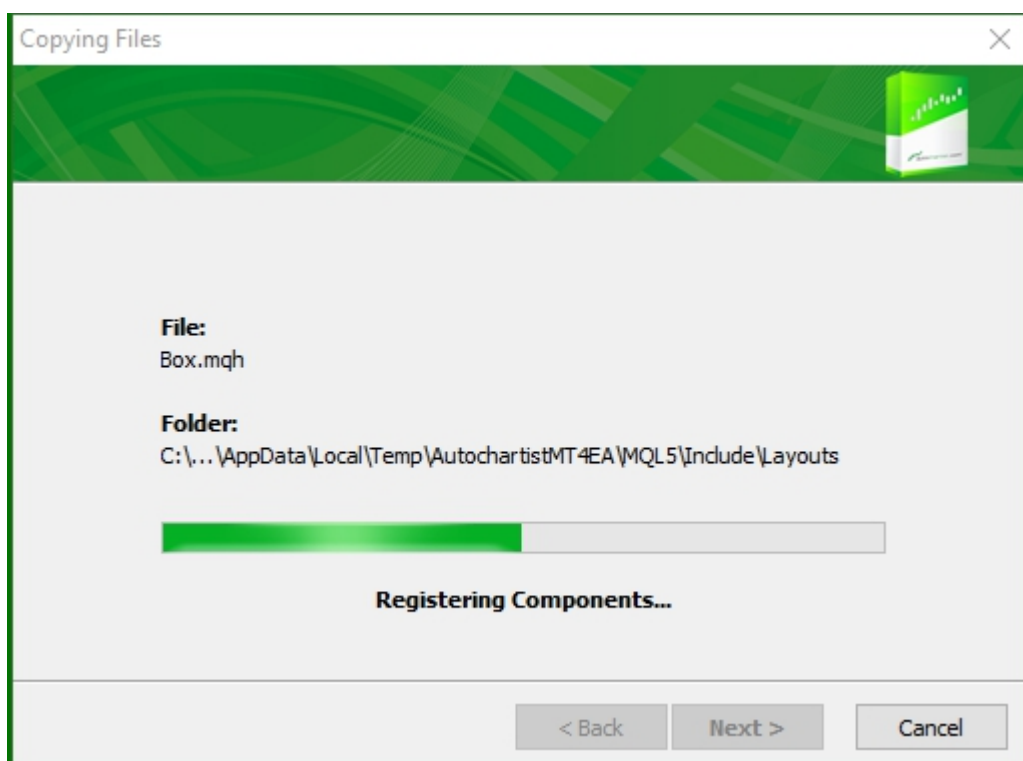 Copying Files
File:
Box.mqh
Folder:
C:\...\AppData\Local\Temp\AutochartistMT4EA\MQL5\Include\Layouts
Registering Components...
< Back
Next >
Cancel